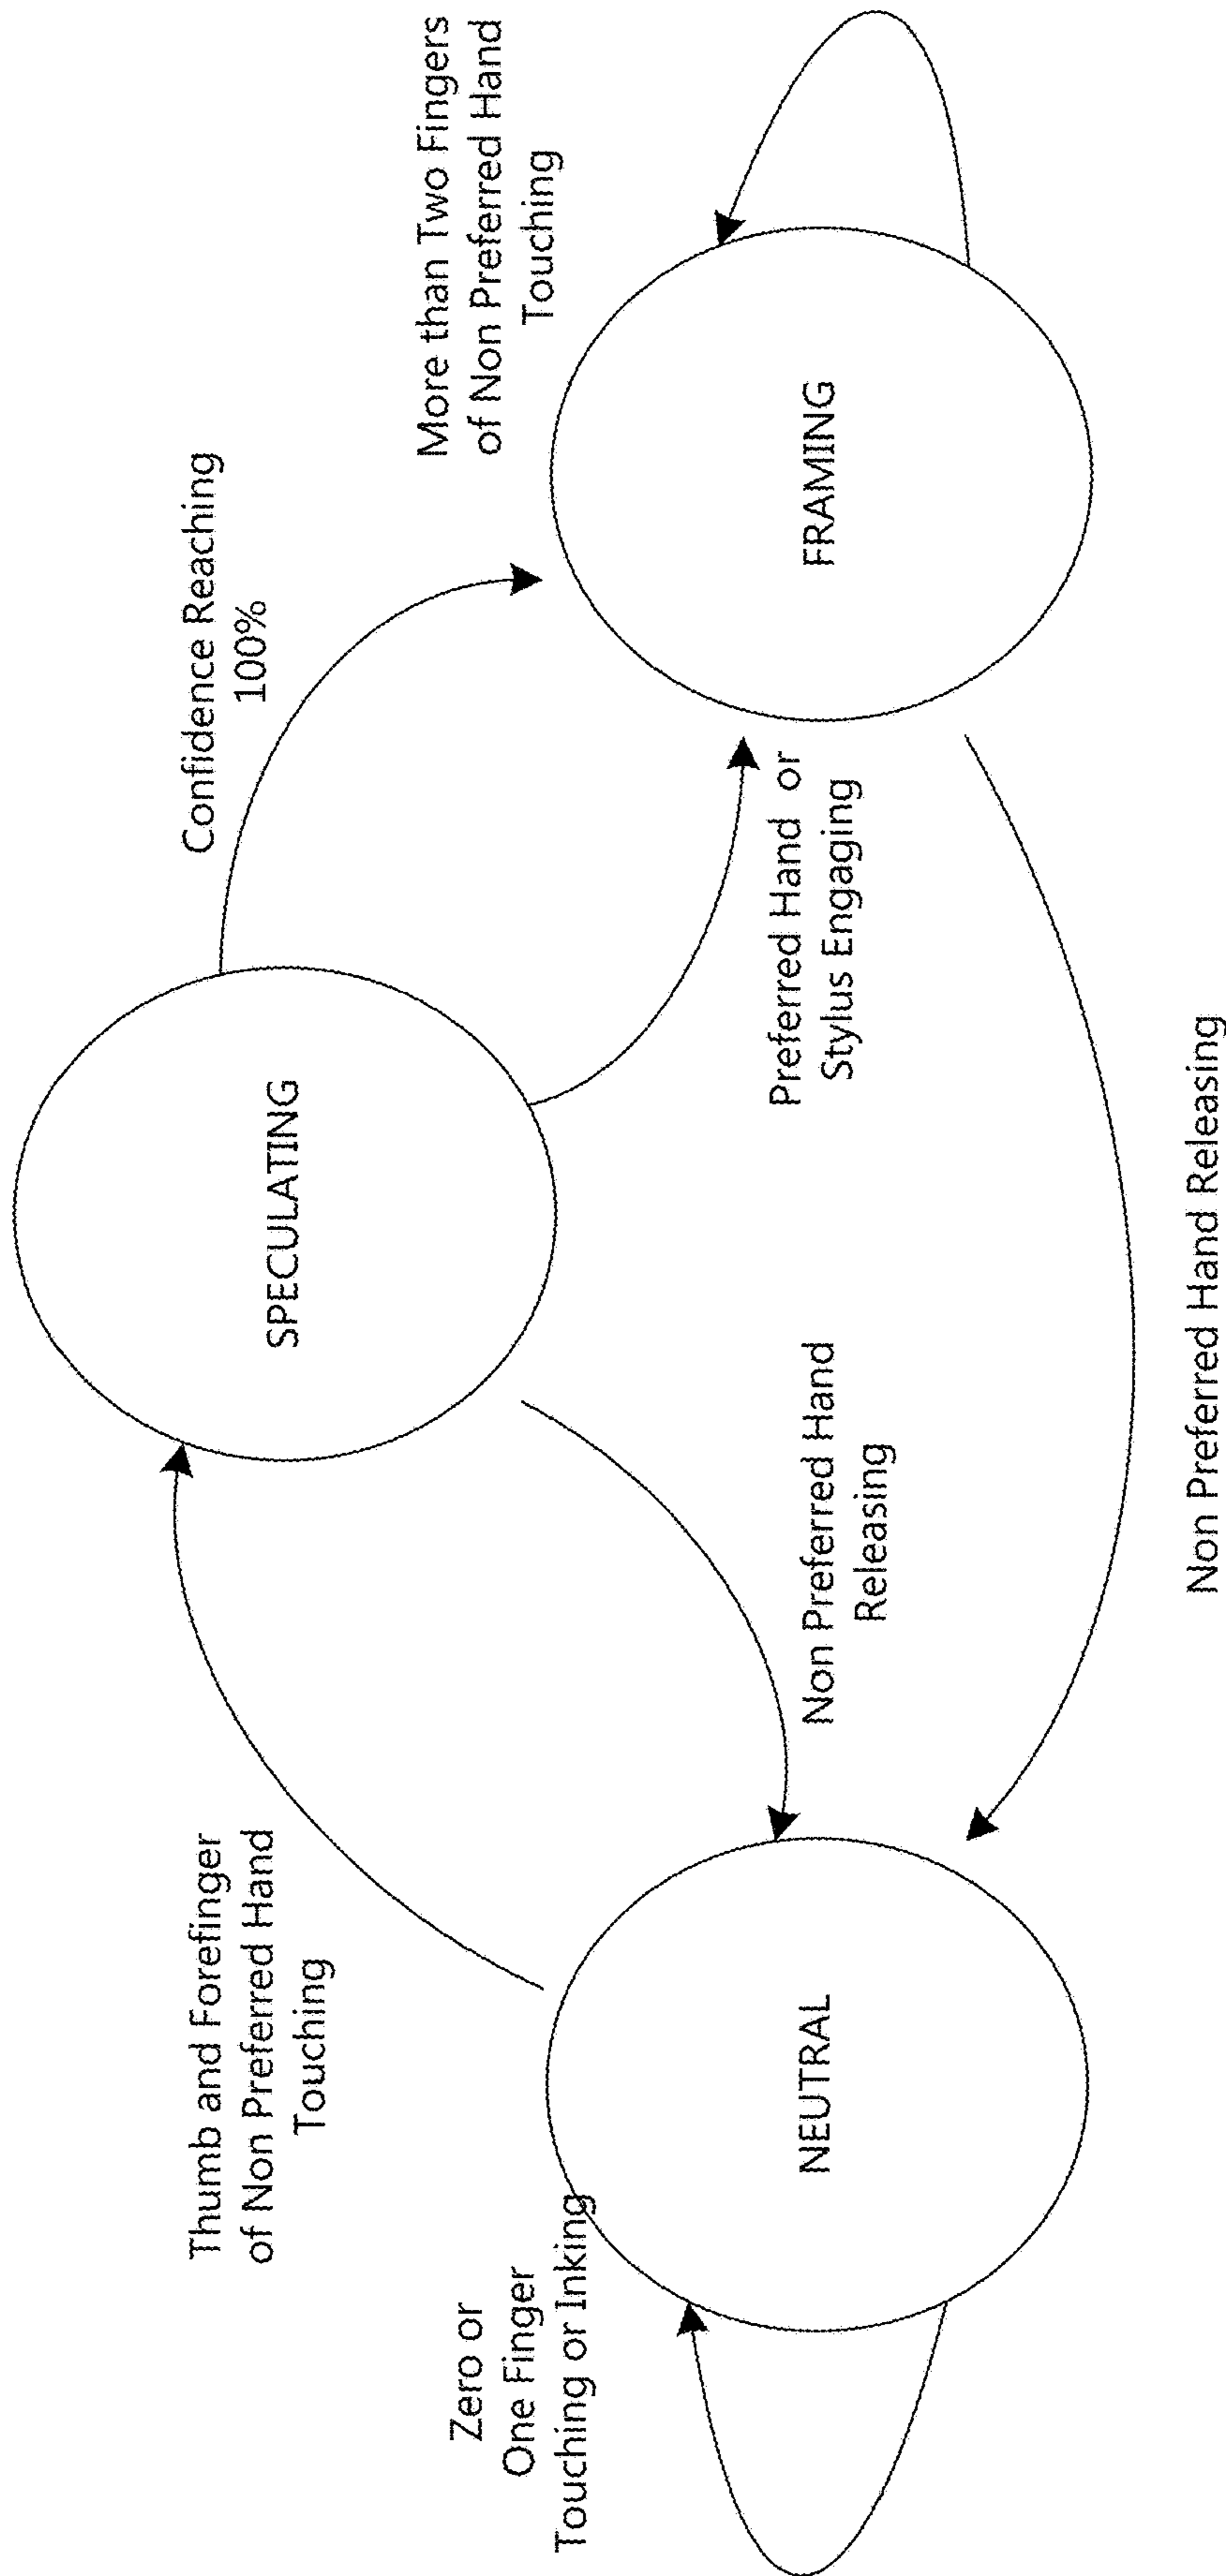 Thumb and Forefinger
of Non Preferred Hand
Touching
Confidence Reaching
100%
SPECULATING
Zero or
One Finger
Touching or Inking
More than Two Fingers
of Non Preferred Hand
Touching
NEUTRAL
Non Preferred Hand
Releasing
Preferred Hand or
Stylus Engaging
FRAMING
Non Preferred Hand Releasing